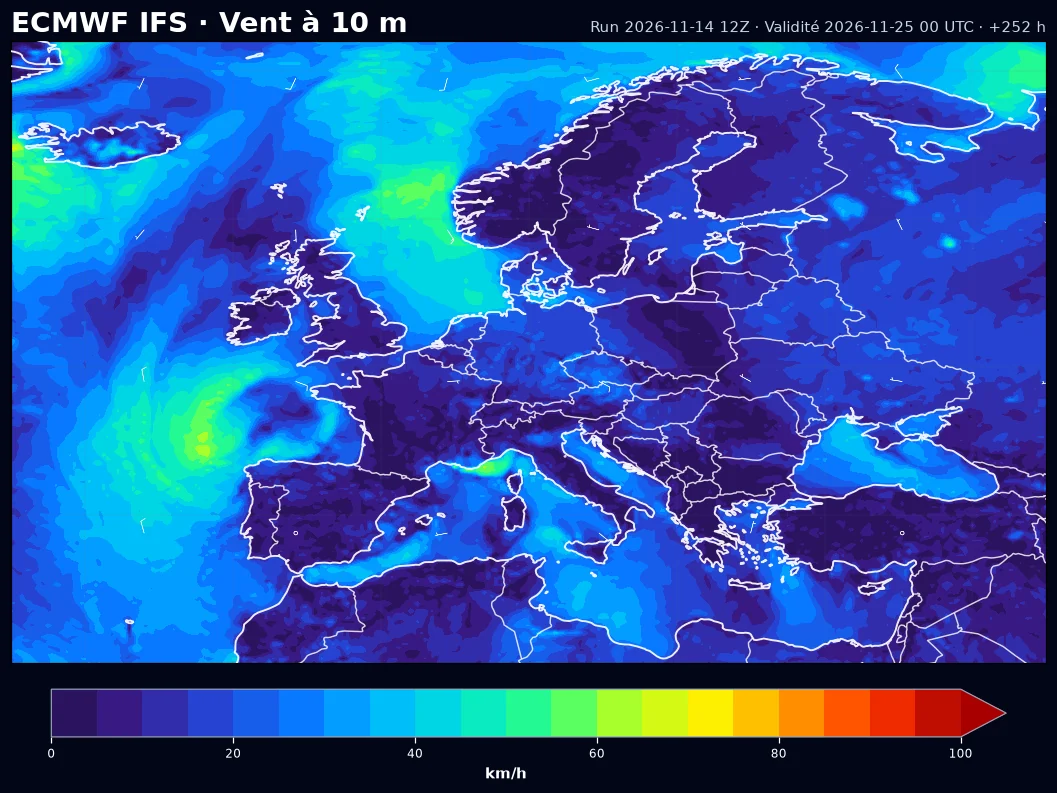 ECMWF IFS · Vent à 10 m
Run 2026-11-14 12Z · Validité 2026-11-25 00 UTC · +252 h
0 20 40 60 80 100
km/h